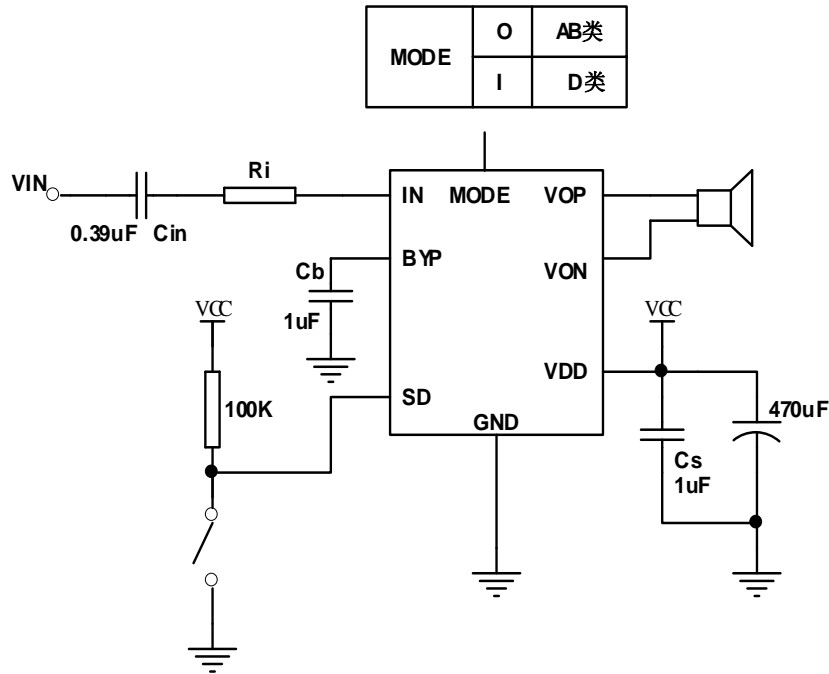 MODE
O AB类
I D类
VIN
0.39uF Cin
Ri
IN MODE VOP
BYP VON
Cb
1uF
VCC
100K
SD
GND
VDD
VCC
470uF
Cs
1uF